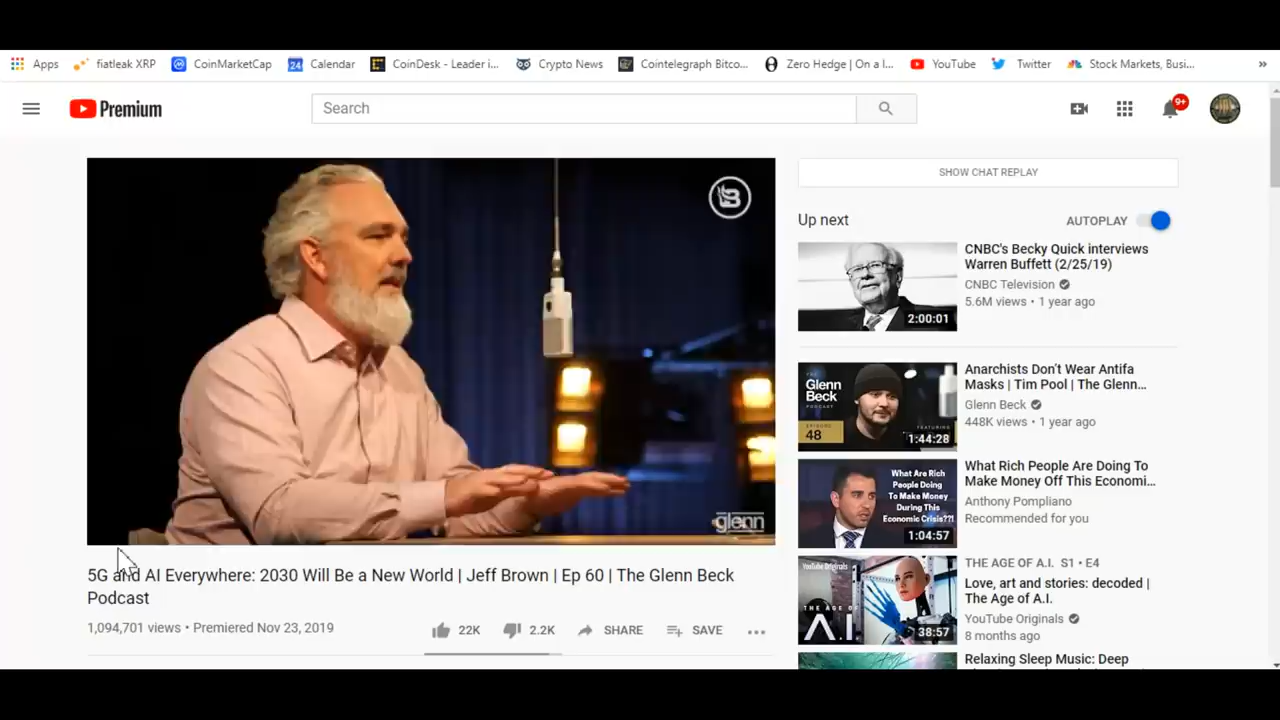 Apps fiatleak XRP CoinMarketCap 24 Calendar CoinDesk - Leader i... Crypto News Cointelegraph Bitco... Zero Hedge | On a l... YouTube Twitter Stock Markets, Busi... »
Premium
Search
9+
SHOW CHAT REPLAY
Up next
AUTOPLAY
CNBC's Becky Quick interviews
Warren Buffett (2/25/19)
CNBC Television
5.6M views • 1 year ago
2:00:01
Anarchists Don't Wear Antifa
Masks | Tim Pool | The Glenn...
Glenn Beck
448K views • 1 year ago
THE
Glenn
Beck
PODCAST
EPISODE
48
FEATURING
1:44:28
What Rich People Are Doing To
Make Money Off This Economi...
Anthony Pompliano
Recommended for you
What Are Rich
People Doing
To Make Money
During This
Economic Crisis??!
1:04:57
THE AGE OF A.I. S1 • E4
Love, art and stories: decoded |
The Age of A.I.
YouTube Originals
8 months ago
YouTube Originals
THE AGE OF
A.I.
38:57
Relaxing Sleep Music: Deep
B
glenn
5G and AI Everywhere: 2030 Will Be a New World | Jeff Brown | Ep 60 | The Glenn Beck
Podcast
1,094,701 views • Premiered Nov 23, 2019
22K 2.2K SHARE SAVE ...